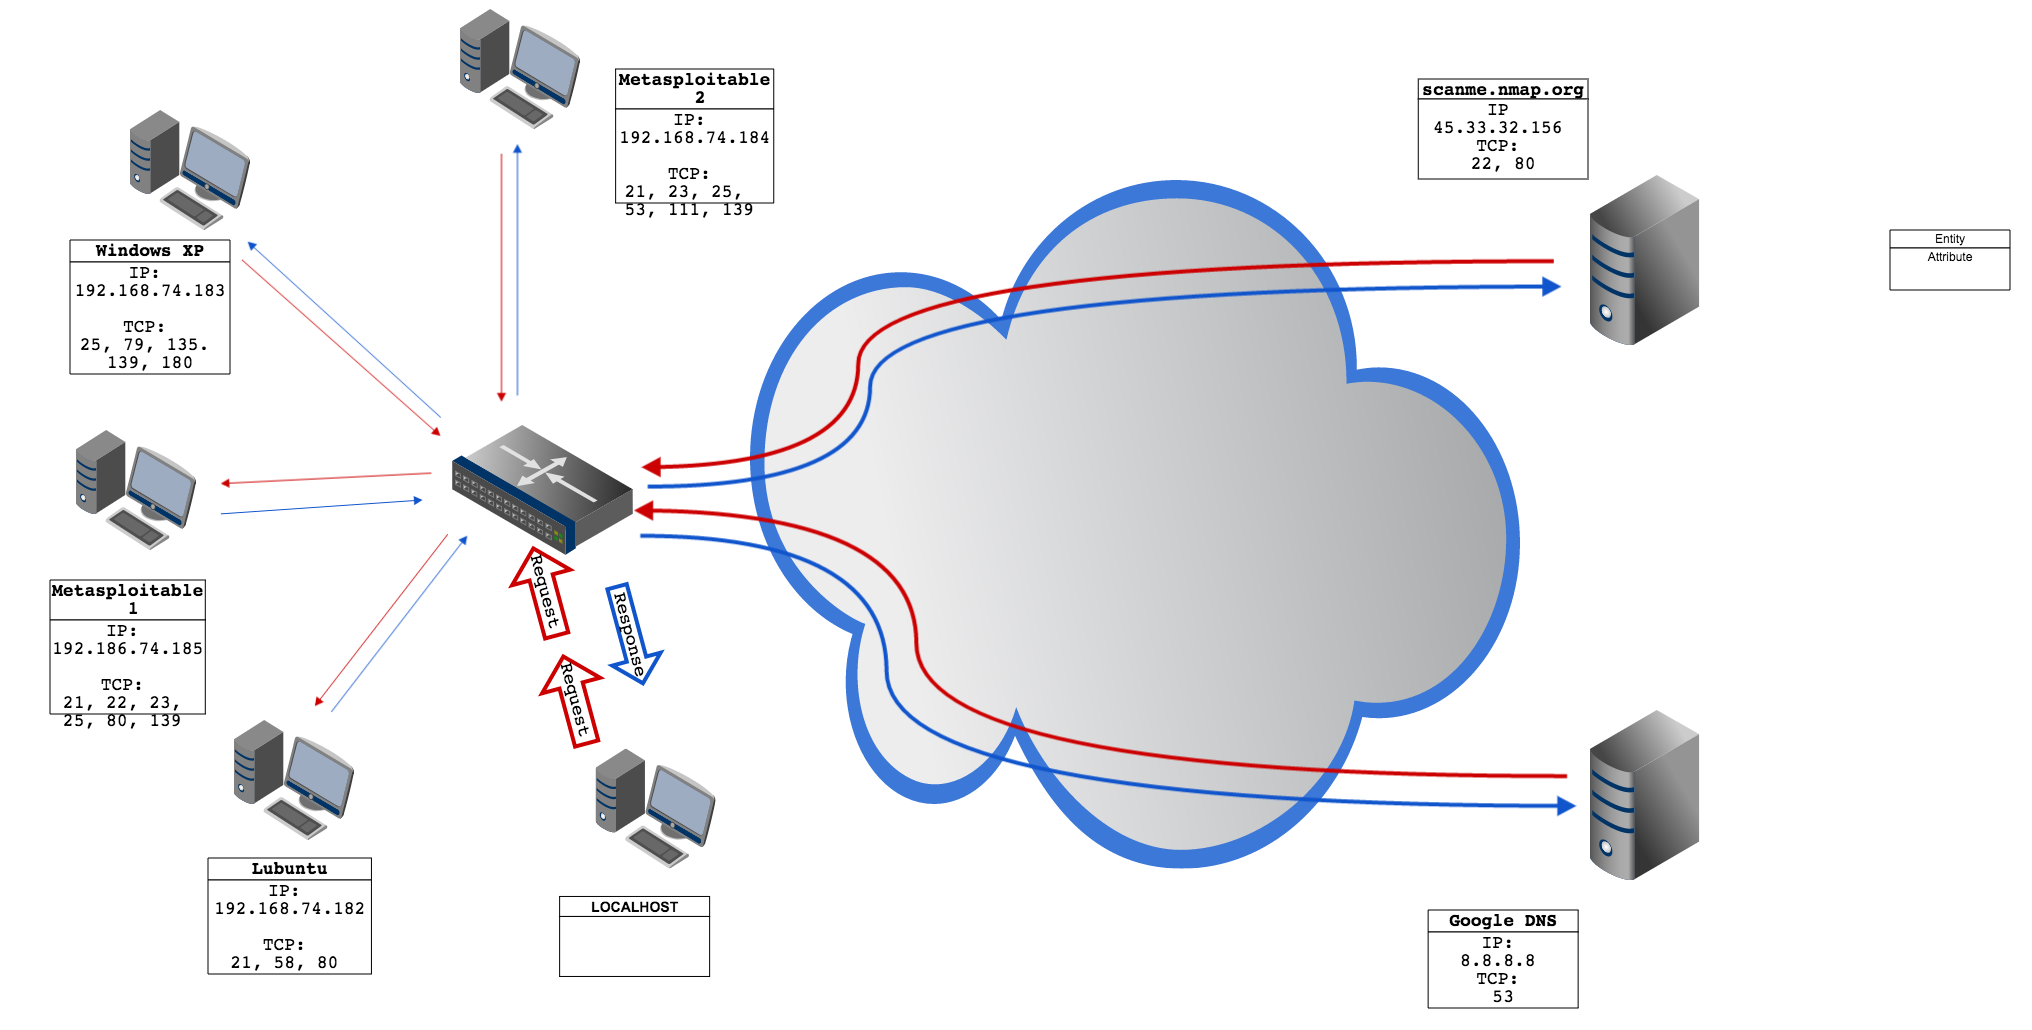 Metasploitable
2
IP:
192.168.74.184
TCP:
21, 23, 25,
53, 111, 139
scanme.nmap.org
IP
45.33.32.156
TCP:
22, 80
Entity
Attribute
Windows XP
IP:
192.168.74.183
TCP:
25, 79, 135.
139, 180
Metasploitable
1
IP:
192.186.74.185
TCP:
21, 22, 23,
25, 80, 139
Request
Response
Request
Lubuntu
IP:
192.168.74.182
TCP:
21, 58, 80
LOCALHOST
Google DNS
IP:
8.8.8.8
TCP:
53